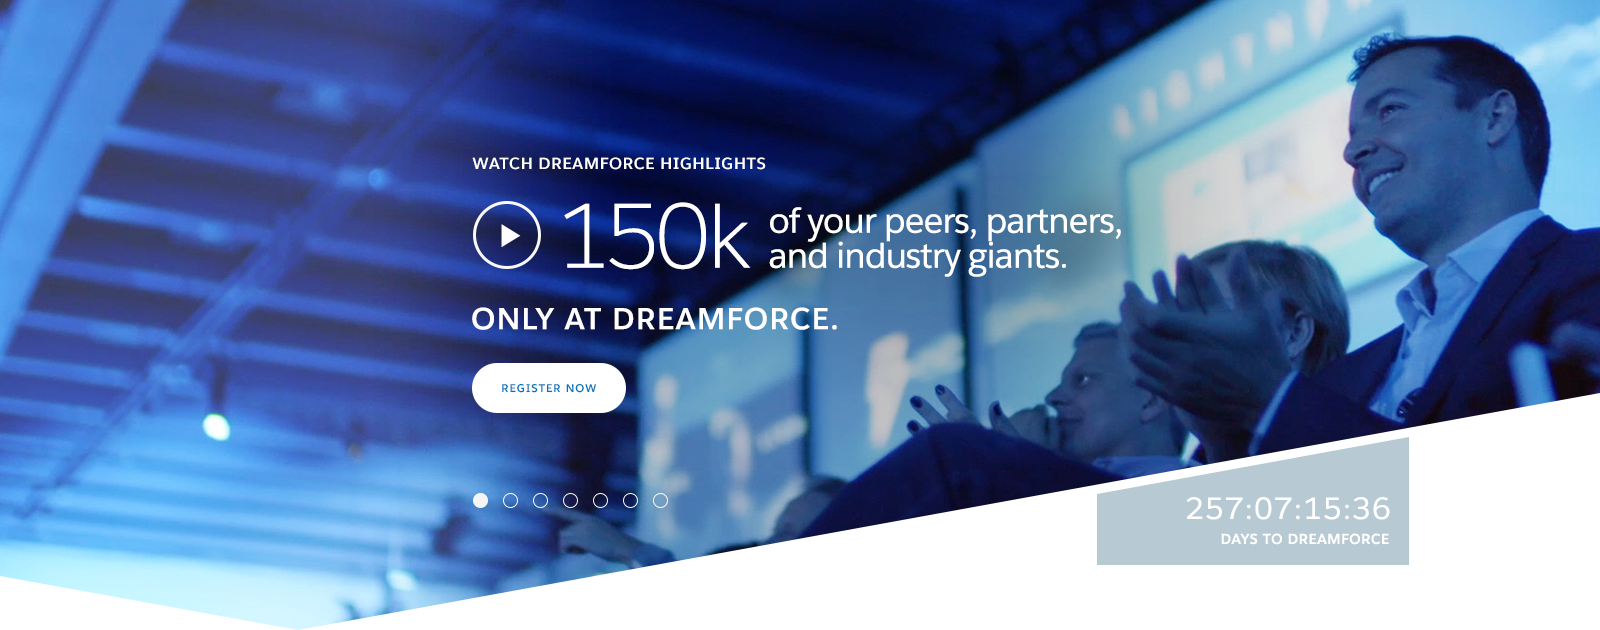 LIGHTN
WATCH DREAMFORCE HIGHLIGHTS
150k of your peers, partners,
and industry giants.
ONLY AT DREAMFORCE.
REGISTER NOW
257:07:15:36
DAYS TO DREAMFORCE